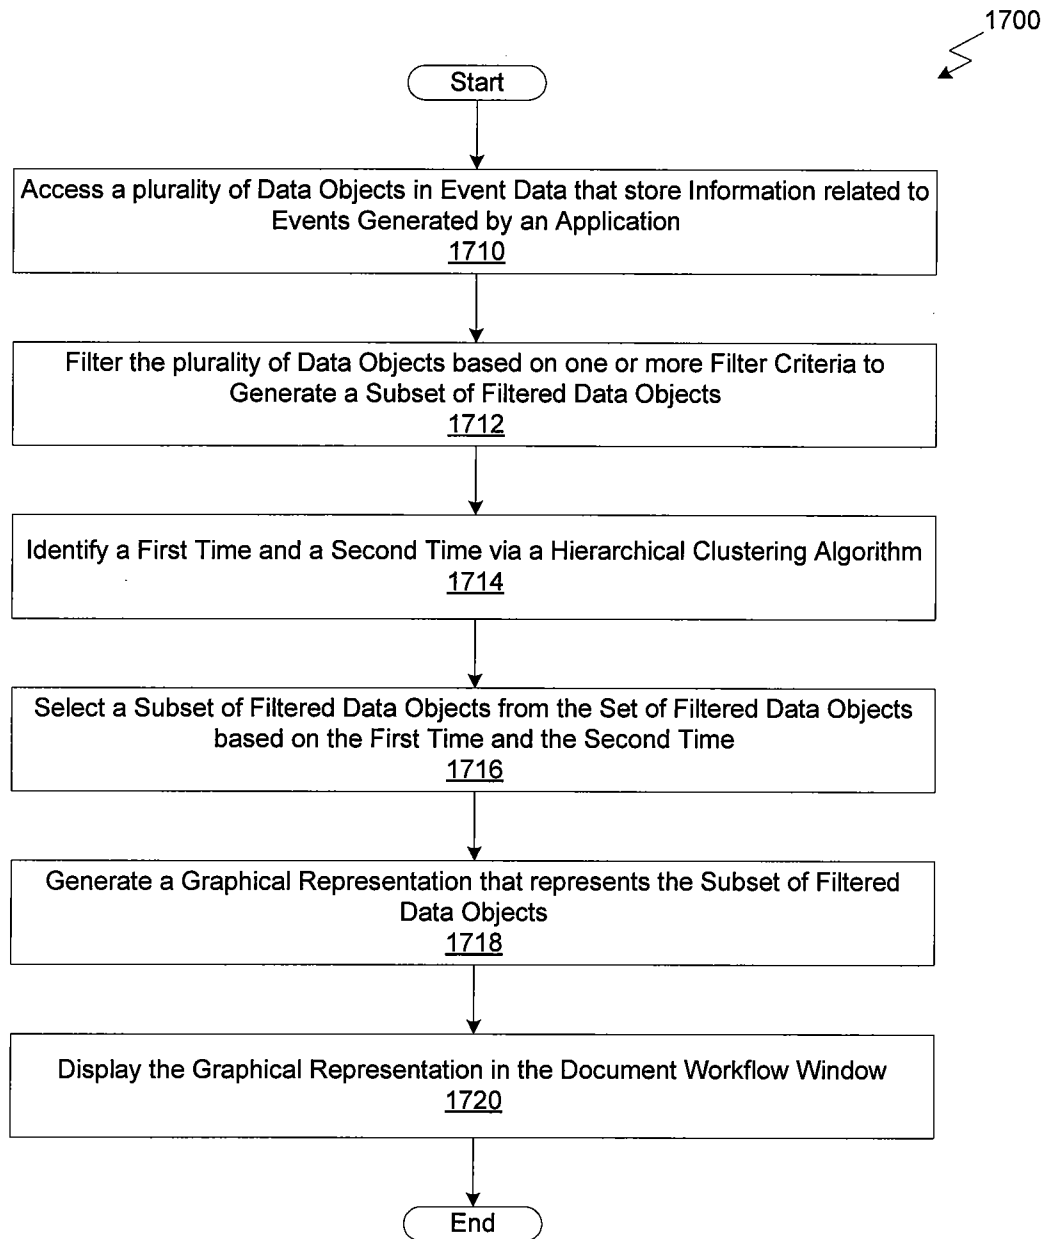 1700
Start
Access a plurality of Data Objects in Event Data that store Information related to
Events Generated by an Application
1710
Filter the plurality of Data Objects based on one or more Filter Criteria to
Generate a Subset of Filtered Data Objects
1712
Identify a First Time and a Second Time via a Hierarchical Clustering Algorithm
1714
Select a Subset of Filtered Data Objects from the Set of Filtered Data Objects
based on the First Time and the Second Time
1716
Generate a Graphical Representation that represents the Subset of Filtered
Data Objects
1718
Display the Graphical Representation in the Document Workflow Window
1720
End